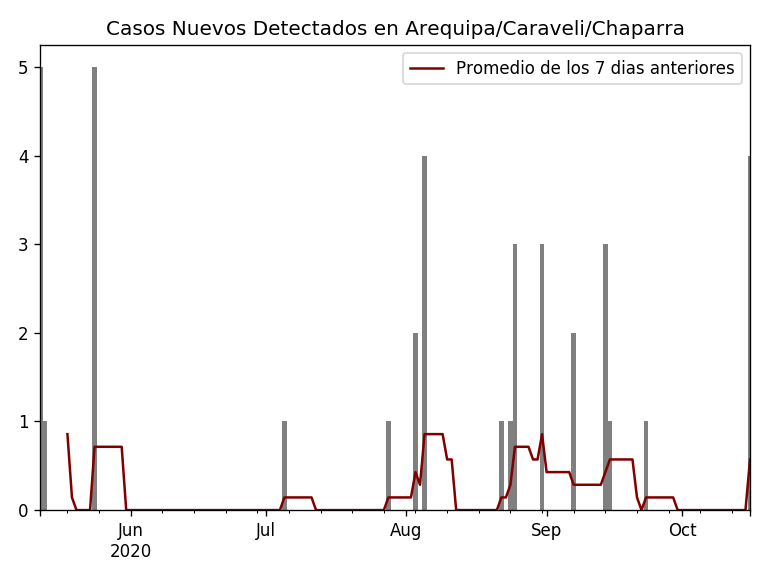 Casos Nuevos Detectados en Arequipa/Caraveli/Chaparra
Promedio de los 7 dias anteriores
5
4
3
2
1
0
Jun Jul Aug Sep Oct
2020